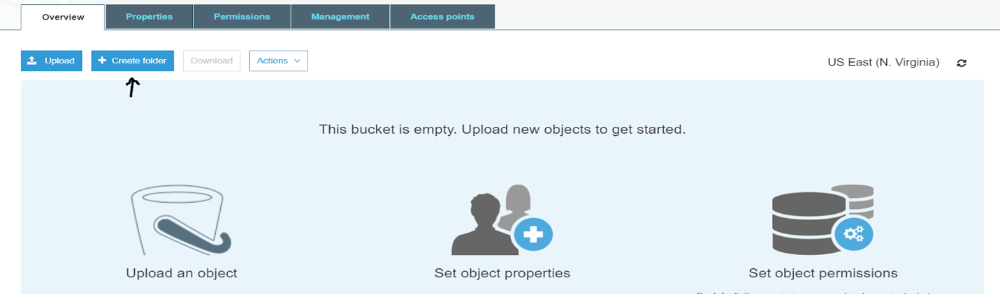 Overview Properties Permissions Management Access points
Upload + Create folder Download Actions
US East (N. Virginia)
This bucket is empty. Upload new objects to get started.
Upload an object Set object properties Set object permissions